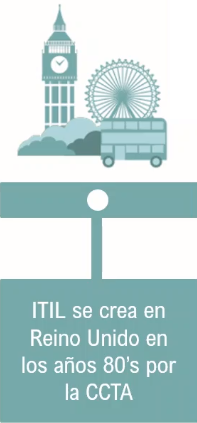 ITIL se crea en
Reino Unido en
los años 80's por
la CCTA